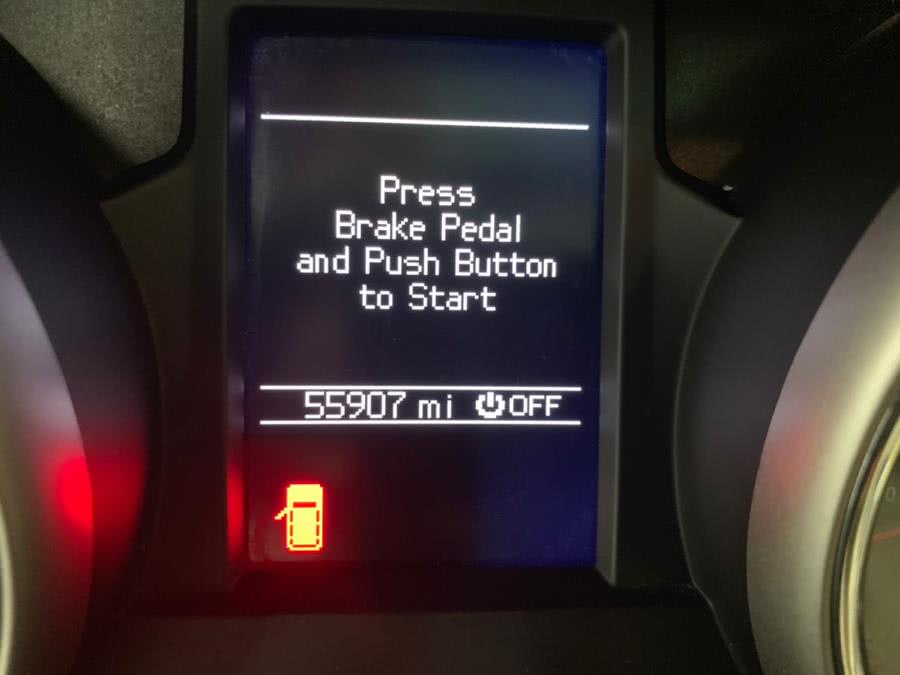 Press
Brake Pedal
and Push Button
to Start
55907 mi OFF